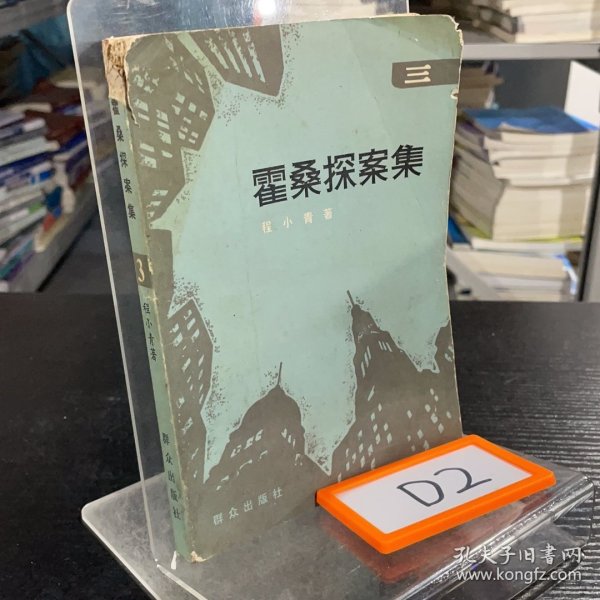 三
霍桑探案集
程小青著
群众出版社
霍桑探案集
3
程小青著
群众出版社
D2
孔夫子旧书网
www.kongfz.com